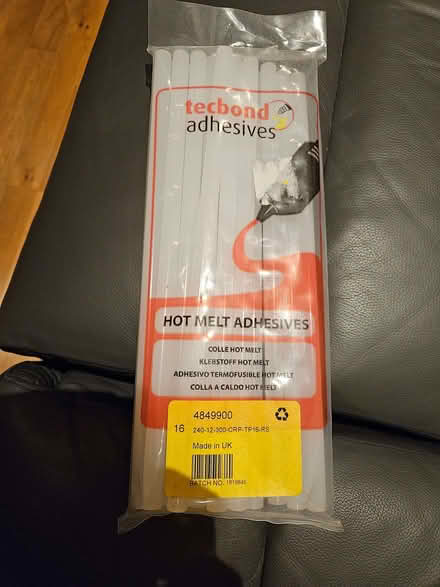 tecbond
adhesives
HOT MELT ADHESIVES
COLLE HOT MELT
KLEBSTOFF HOT MELT
ADHESIVO TERMOFUSIBLE HOT MELT
COLLA A CALDO HOT MELT
4849900
16 240-12-300-CRP-TP16-RS
Made in UK
BATCH NO.